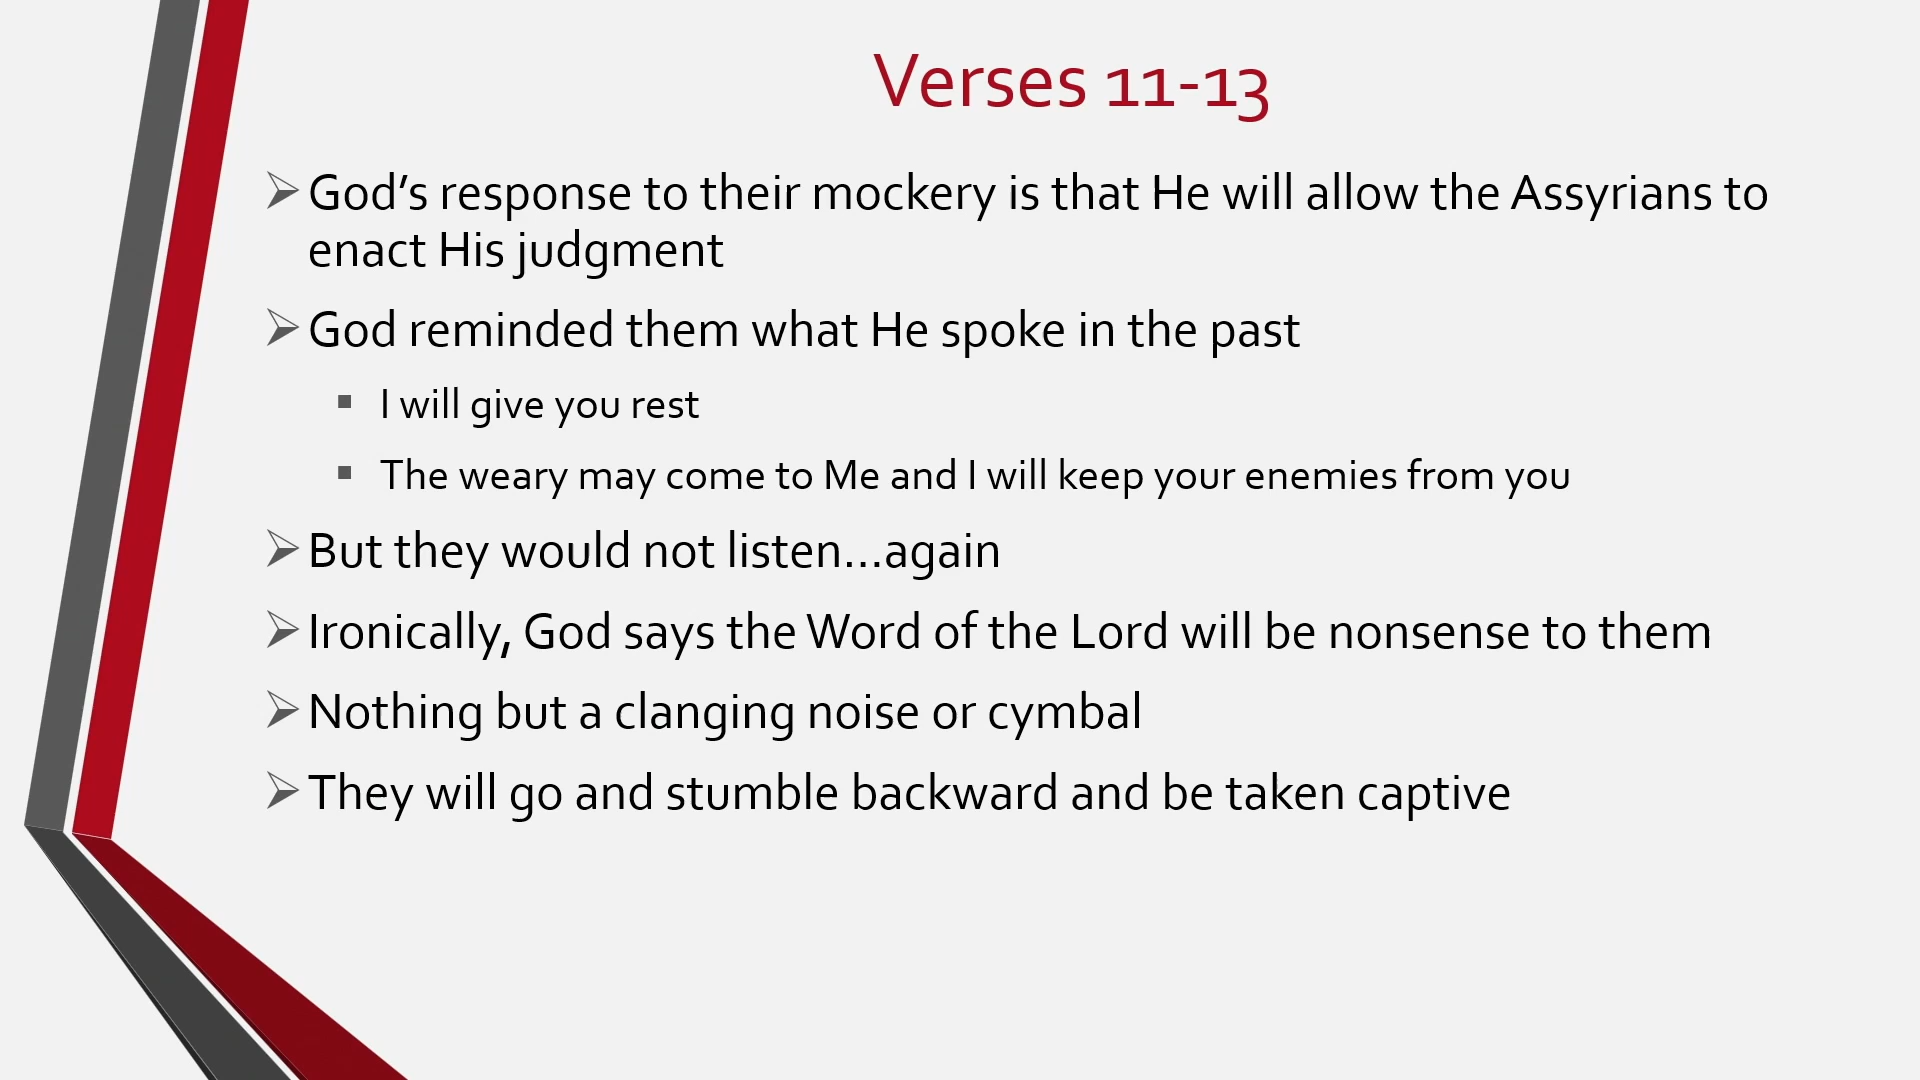 Verses 11-13
God’s response to their mockery is that He will allow the Assyrians to
enact His judgment
God reminded them what He spoke in the past
I will give you rest
The weary may come to Me and I will keep your enemies from you
But they would not listen…again
Ironically, God says the Word of the Lord will be nonsense to them
Nothing but a clanging noise or cymbal
They will go and stumble backward and be taken captive